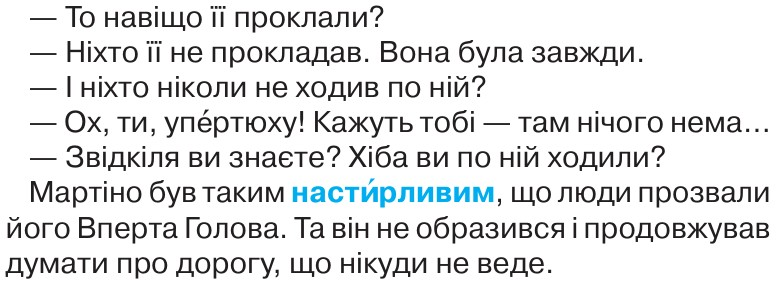 — То навіщо її проклали?
— Ніхто її не прокладав. Вона була завжди.
— І ніхто ніколи не ходив по ній?
— Ох, ти, упе́ртюху! Кажуть тобі — там нічого нема...
— Звідкіля ви знаєте? Хіба ви по ній ходили?
Мартіно був таким насти́рливим, що люди прозвали
його Вперта Голова. Та він не образився і продовжував
думати про дорогу, що нікуди не веде.